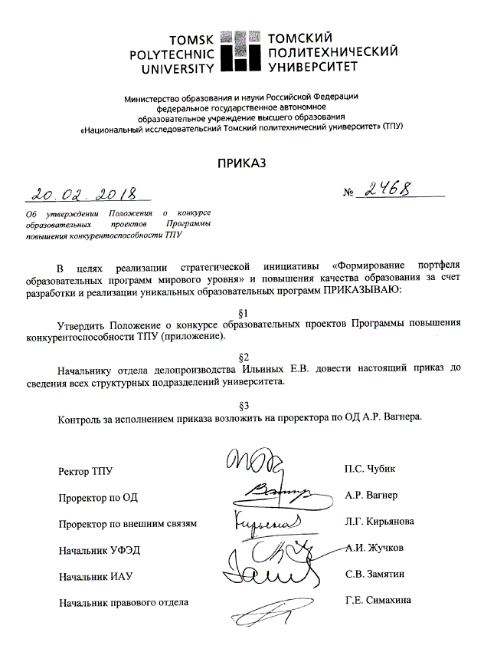 TOMSK ТОМСКИЙ
POLYTECHNIC ПОЛИТЕХНИЧЕСКИЙ
UNIVERSITY УНИВЕРСИТЕТ
Министерство образования и науки Российской Федерации
федеральное государственное автономное
образовательное учреждение высшего образования
«Национальный исследовательский Томский политехнический университет» (ТПУ)
ПРИКАЗ
20.02.2018 № 2468
Об утверждении Положения о конкурсе
образовательных проектов Программы
повышения конкурентоспособности ТПУ
В целях реализации стратегической инициативы «Формирование портфеля
образовательных программ мирового уровня» и повышения качества образования за счет
разработки и реализации уникальных образовательных программ ПРИКАЗЫВАЮ:
§1
Утвердить Положение о конкурсе образовательных проектов Программы повышения
конкурентоспособности ТПУ (приложение).
§2
Начальнику отдела делопроизводства Ильиных Е.В. довести настоящий приказ до
сведения всех структурных подразделений университета.
§3
Контроль за исполнением приказа возложить на проректора по ОД А.Р. Вагнера.
Ректор ТПУ П.С. Чубик
Проректор по ОД А.Р. Вагнер
Проректор по внешним связям Л.Г. Кирьянова
Начальник УФЭД А.И. Жучков
Начальник ИАУ С.В. Замятин
Начальник правового отдела Г.Е. Симахина